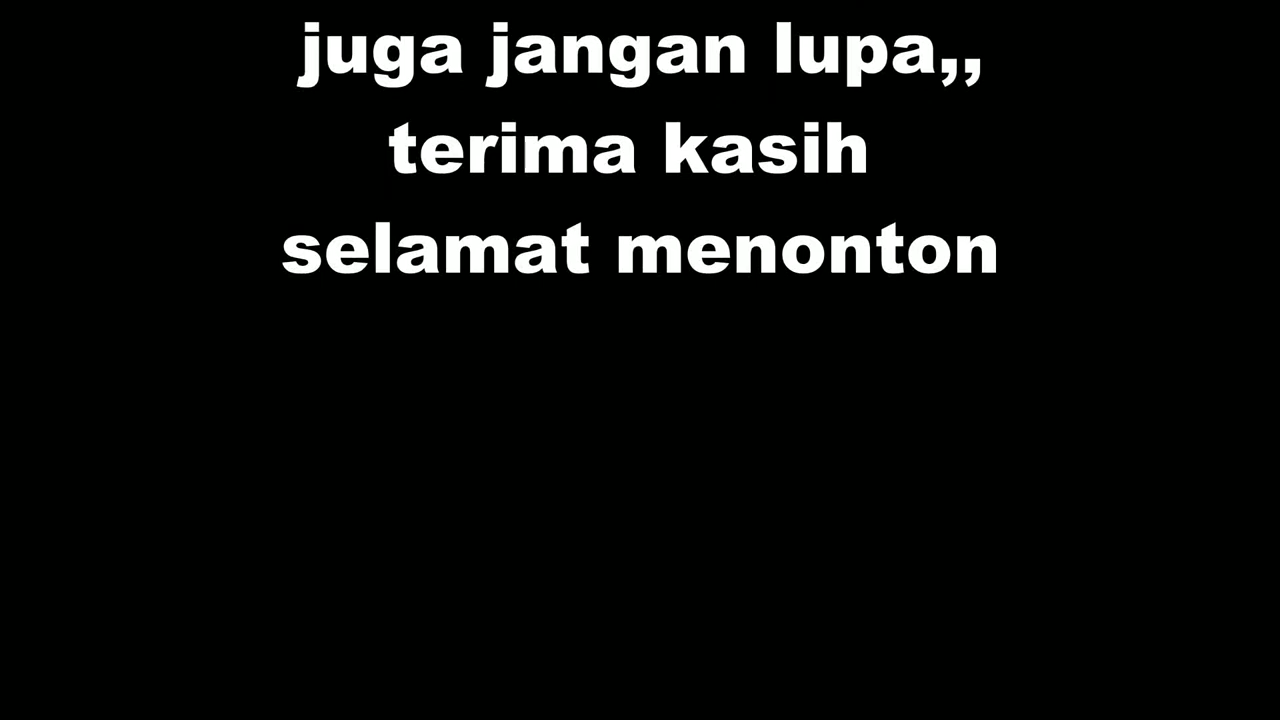 juga jangan lupa,,
terima kasih
selamat menonton